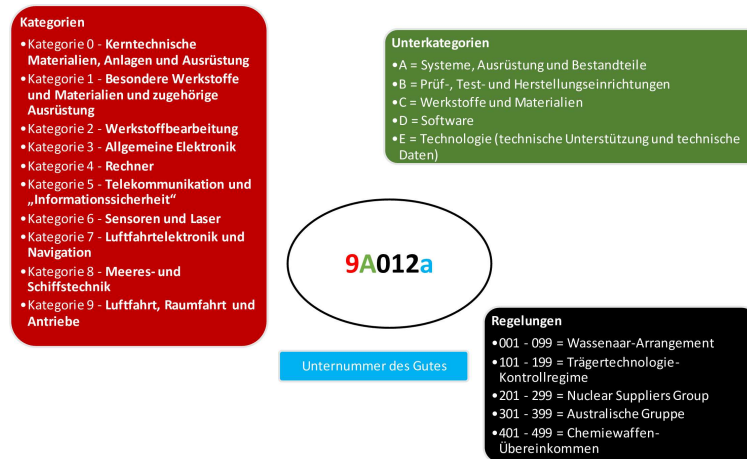 Kategorien
•Kategorie 0 - Kerntechnische
Materialien, Anlagen und Ausrüstung
•Kategorie 1 - Besondere Werkstoffe
und Materialien und zugehörige
Ausrüstung
•Kategorie 2 - Werkstoffbearbeitung
•Kategorie 3 - Allgemeine Elektronik
•Kategorie 4 - Rechner
•Kategorie 5 - Telekommunikation und
„Informationssicherheit“
•Kategorie 6 - Sensoren und Laser
•Kategorie 7 - Luftfahrtelektronik und
Navigation
•Kategorie 8 - Meeres- und
Schiffstechnik
•Kategorie 9 - Luftfahrt, Raumfahrt und
Antriebe
Unterkategorien
•A = Systeme, Ausrüstung und Bestandteile
•B = Prüf-, Test- und Herstellungseinrichtungen
•C = Werkstoffe und Materialien
•D = Software
•E = Technologie (technische Unterstützung und technische
Daten)
9A012a
Unternummer des Gutes
Regelungen
•001 - 099 = Wassenaar-Arrangement
•101 - 199 = Trägertechnologie-
Kontrollregime
•201 - 299 = Nuclear Suppliers Group
•301 - 399 = Australische Gruppe
•401 - 499 = Chemiewaffen-
Übereinkommen